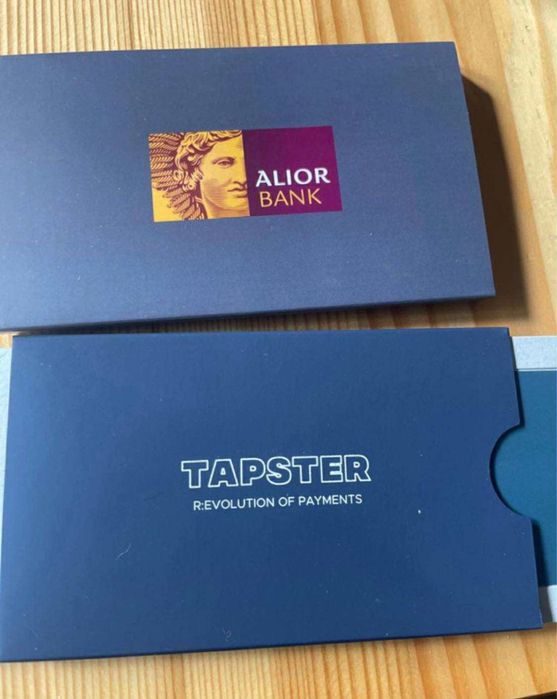 ALIOR
BANK
TAPSTER
R:EVOLUTION OF PAYMENTS